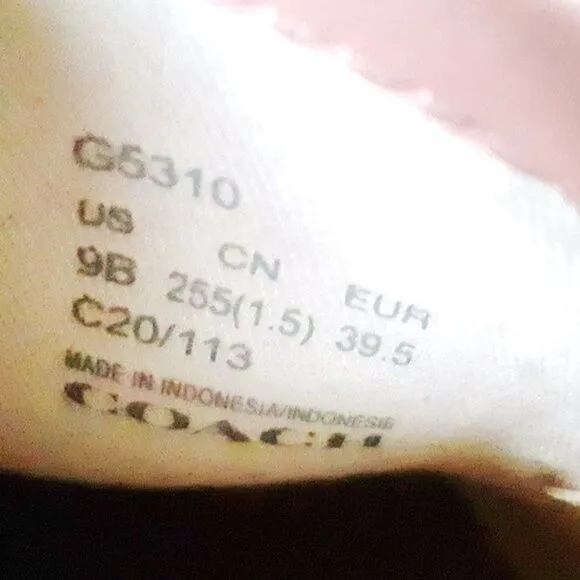 G5310
US CN EUR
9B 255(1.5) 39.5
C20/113
MADE IN INDONESIA/INDONESIE
COACH